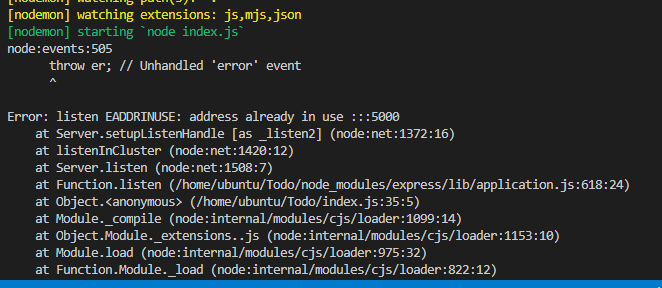 [nodemon] watching path(s): *.*
[nodemon] watching extensions: js,mjs,json
[nodemon] starting `node index.js`
node:events:505
      throw er; // Unhandled 'error' event
      ^

Error: listen EADDRINUSE: address already in use :::5000
    at Server.setupListenHandle [as _listen2] (node:net:1372:16)
    at listenInCluster (node:net:1420:12)
    at Server.listen (node:net:1508:7)
    at Function.listen (/home/ubuntu/Todo/node_modules/express/lib/application.js:618:24)
    at Object.<anonymous> (/home/ubuntu/Todo/index.js:35:5)
    at Module._compile (node:internal/modules/cjs/loader:1099:14)
    at Object.Module._extensions..js (node:internal/modules/cjs/loader:1153:10)
    at Module.load (node:internal/modules/cjs/loader:975:32)
    at Function.Module._load (node:internal/modules/cjs/loader:822:12)